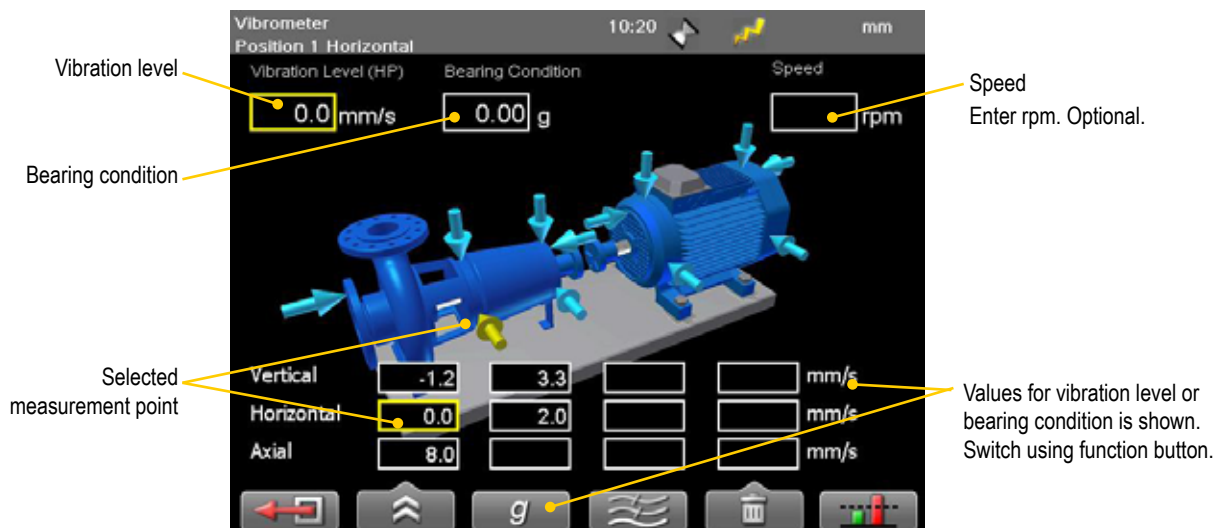 Vibrometer
10:20
mm
Position 1 Horizontal
Vibration level
Vibration Level (HP)
Bearing Condition
Speed
0.0 mm/s
0.00 g
rpm
Speed
Enter rpm. Optional.
Bearing condition
Selected
measurement point
Vertical -1.2 3.3 mm/s
Horizontal 0.0 2.0 mm/s
Axial 8.0 mm/s
Values for vibration level or
bearing condition is shown.
Switch using function button.
g